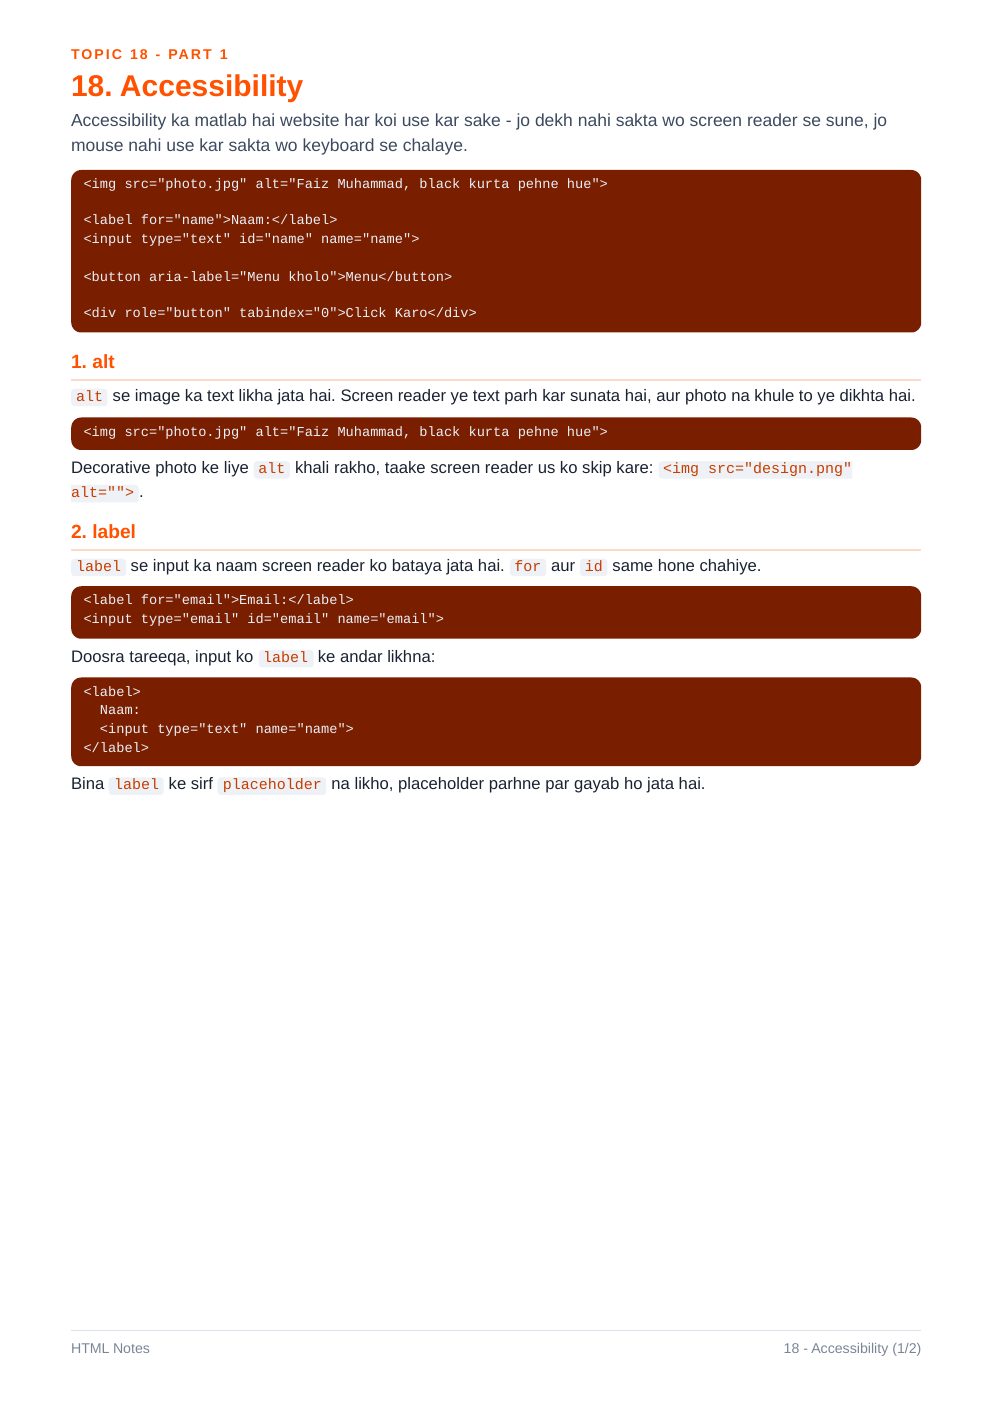 TOPIC 18 - PART 1
18. Accessibility
Accessibility ka matlab hai website har koi use kar sake - jo dekh nahi sakta wo screen reader se sune, jo
mouse nahi use kar sakta wo keyboard se chalaye.
<img src="photo.jpg" alt="Faiz Muhammad, black kurta pehne hue">
<label for="name">Naam:</label>
<input type="text" id="name" name="name">
<button aria-label="Menu kholo">Menu</button>
<div role="button" tabindex="0">Click Karo</div>
1. alt
alt se image ka text likha jata hai. Screen reader ye text parh kar sunata hai, aur photo na khule to ye dikhta hai.
<img src="photo.jpg" alt="Faiz Muhammad, black kurta pehne hue">
Decorative photo ke liye alt khali rakho, taake screen reader us ko skip kare: <img src="design.png"
alt="">.
2. label
label se input ka naam screen reader ko bataya jata hai. for aur id same hone chahiye.
<label for="email">Email:</label>
<input type="email" id="email" name="email">
Doosra tareeqa, input ko label ke andar likhna:
<label>
  Naam:
  <input type="text" name="name">
</label>
Bina label ke sirf placeholder na likho, placeholder parhne par gayab ho jata hai.
HTML Notes
18 - Accessibility (1/2)